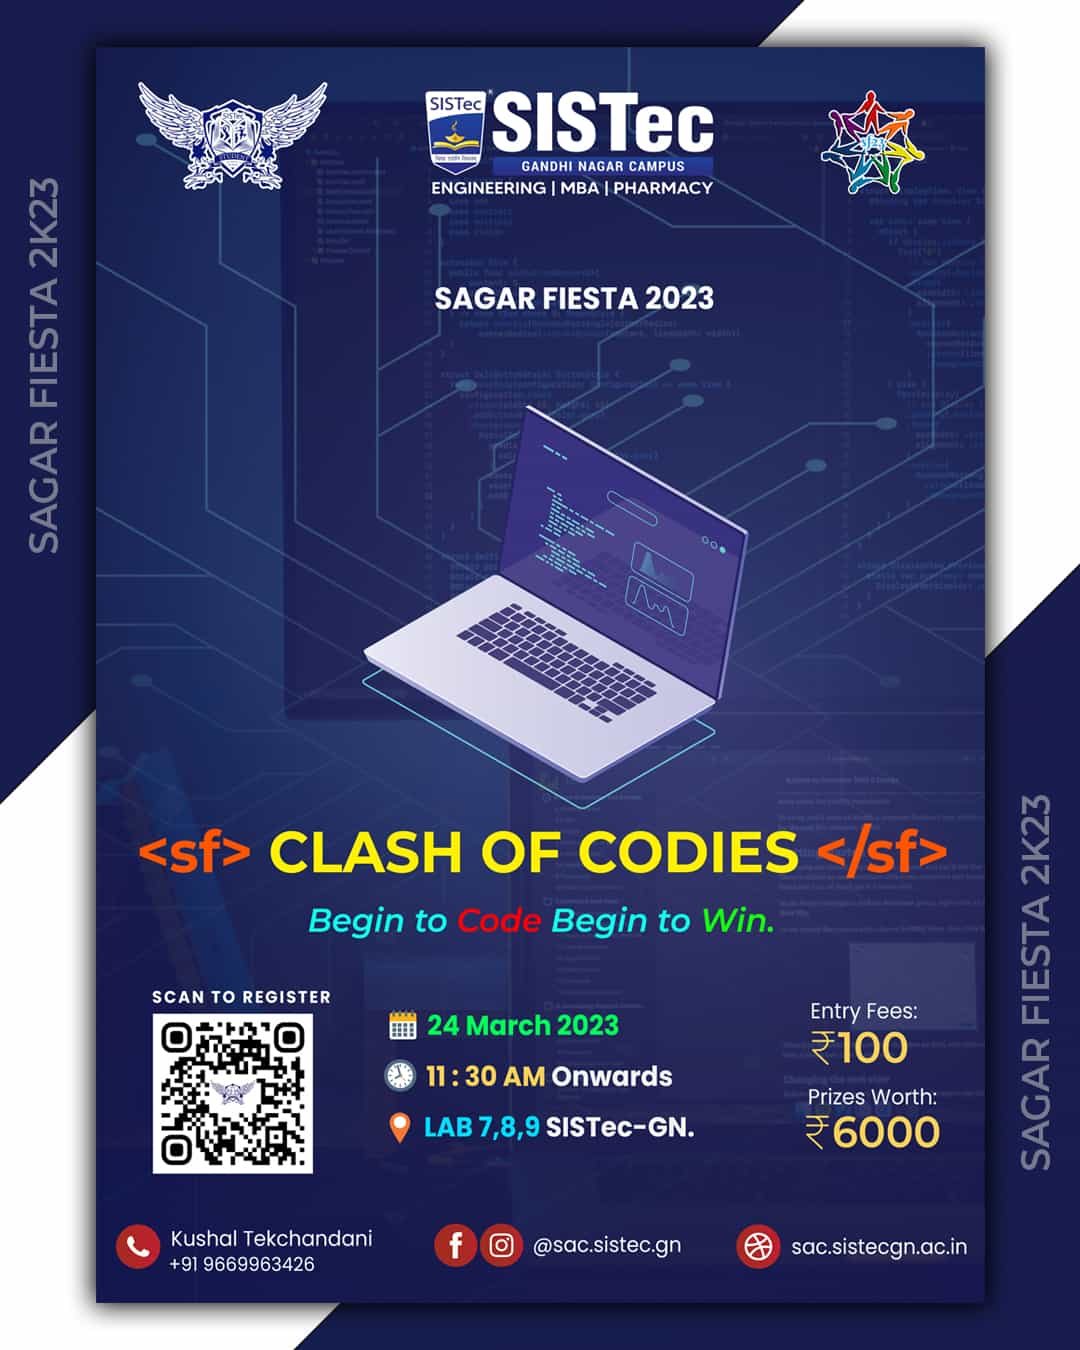 SISTec
SISTec
GANDHI NAGAR CAMPUS
ENGINEERING | MBA | PHARMACY
SAGAR FIESTA 2K23
SAGAR FIESTA 2023
<sf> CLASH OF CODIES </sf>
Begin to Code Begin to Win.
SCAN TO REGISTER
24 March 2023
11 : 30 AM Onwards
LAB 7,8,9 SISTec-GN.
Entry Fees:
₹100
Prizes Worth:
₹6000
SAGAR FIESTA 2K23
Kushal Tekchandani
+91 9669963426
@sac.sistec.gn
sac.sistecgn.ac.in